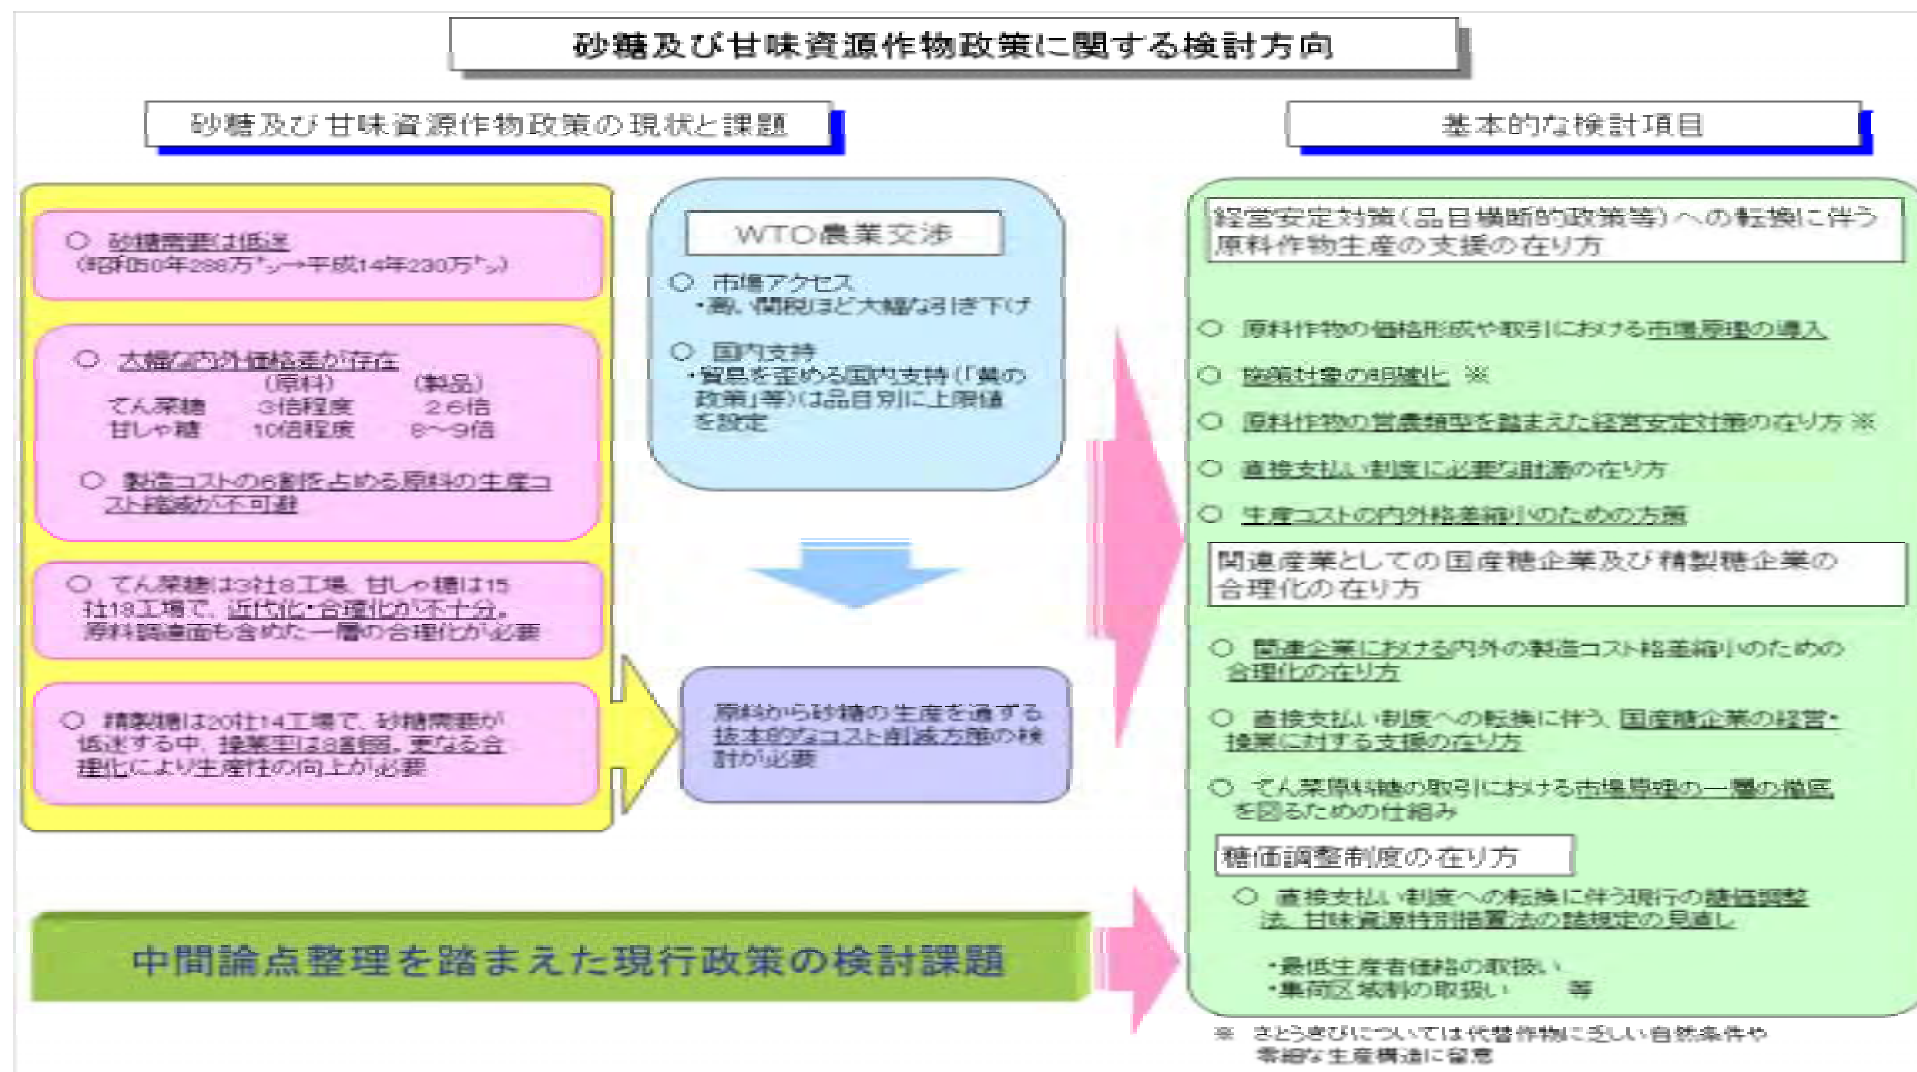 砂糖及び甘味資源作物政策に関する検討方向
砂糖及び甘味資源作物政策の現状と課題
○ 砂糖需要は低迷
(昭和50年288万㌧→平成14年230万㌧)
○ 大幅な内外価格差が存在
(原料) (製品)
てん菜糖 3倍程度 2.6倍
甘しゃ糖 10倍程度 8～9倍
○ 製造コストの6割を占める原料の生産コ
スト縮減が不可避
○ てん菜糖は3社8工場、甘しゃ糖は15
社18工場で、近代化・合理化が不十分。
原料調達面も含めた一層の合理化が必要
○ 精製糖は20社14工場で、砂糖需要が
低迷する中、操業率は8割弱。更なる合
理化により生産性の向上が必要
WTO農業交渉
○ 市場アクセス
・高い関税ほど大幅な引き下げ
○ 国内支持
・貿易を歪める国内支持(「黄の
政策」等)は品目別に上限値
を設定
原料から砂糖の生産を通ずる
抜本的なコスト削減方策の検
討が必要
中間論点整理を踏まえた現行政策の検討課題
基本的な検討項目
経営安定対策(品目横断的政策等)への転換に伴う
原料作物生産の支援の在り方
○ 原料作物の価格形成や取引における市場原理の導入
○ 施策対象の明確化 ※
○ 原料作物の営農類型を踏まえた経営安定対策の在り方 ※
○ 直接支払い制度に必要な財源の在り方
○ 生産コストの内外格差縮小のための方策
関連産業としての国産糖企業及び精製糖企業の
合理化の在り方
○ 関連企業における内外の製造コスト格差縮小のための
合理化の在り方
○ 直接支払い制度への転換に伴う、国産糖企業の経営・
操業に対する支援の在り方
○ てん菜原料糖の取引における市場原理の一層の徹底
を図るための仕組み
糖価調整制度の在り方
○ 直接支払い制度への転換に伴う現行の糖価調整
法、甘味資源特別措置法の諸規定の見直し
・最低生産者価格の取扱い
・集荷区域制の取扱い 等
※ さとうきびについては代替作物に乏しい自然条件や
零細な生産構造に留意